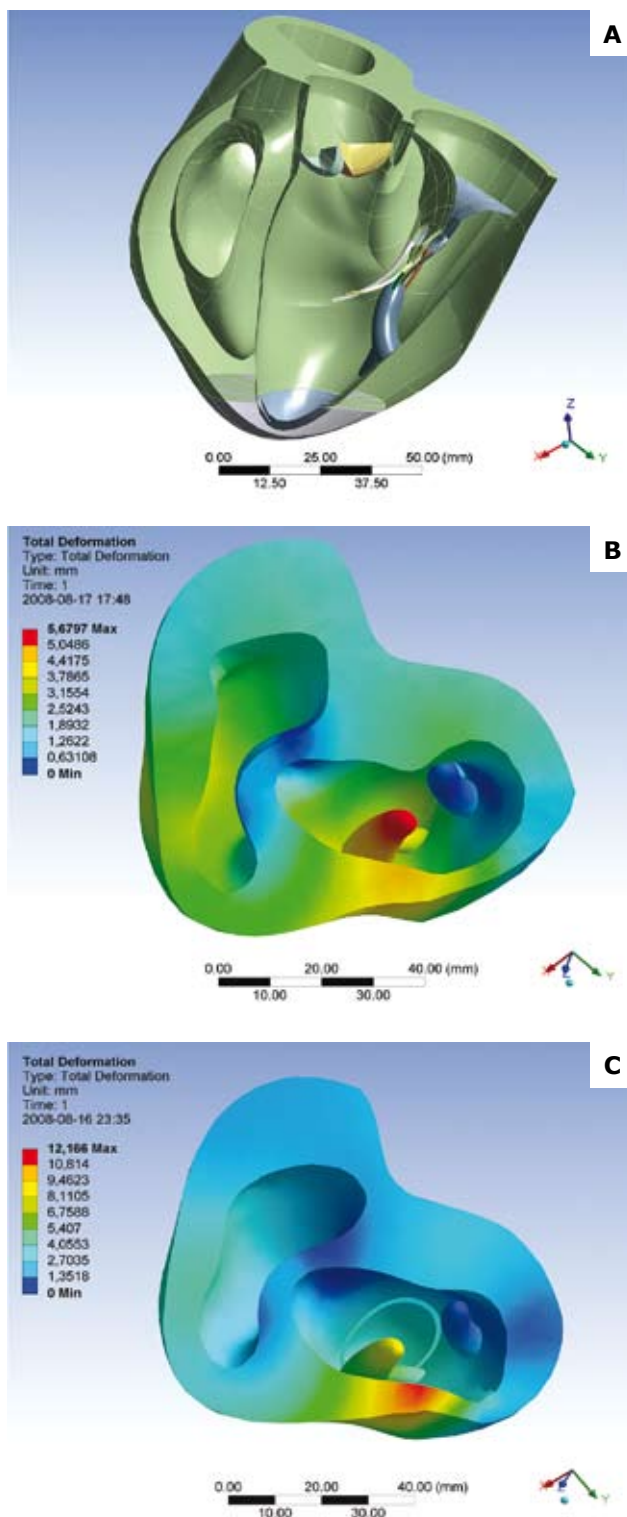 A
Z
X
Y
0.00 25.00 50.00 (mm)
12.50 37.50
B
Total Deformation
Type: Total Deformation
Unit: mm
Time: 1
2008-08-17 17:48
5,6797 Max
5,0486
4,4175
3,7865
3,1554
2,5243
1,8932
1,2622
0,63108
0 Min
0.00 20.00 40.00 (mm)
10.00 30.00
X
Z
Y
C
Total Deformation
Type: Total Deformation
Unit: mm
Time: 1
2008-08-16 23:35
12,166 Max
10,814
9,4623
8,1105
6,7588
5,407
4,0553
2,7035
1,3518
0 Min
0.00 20.00 40.00 (mm)
10.00 30.00
X
Z
Y